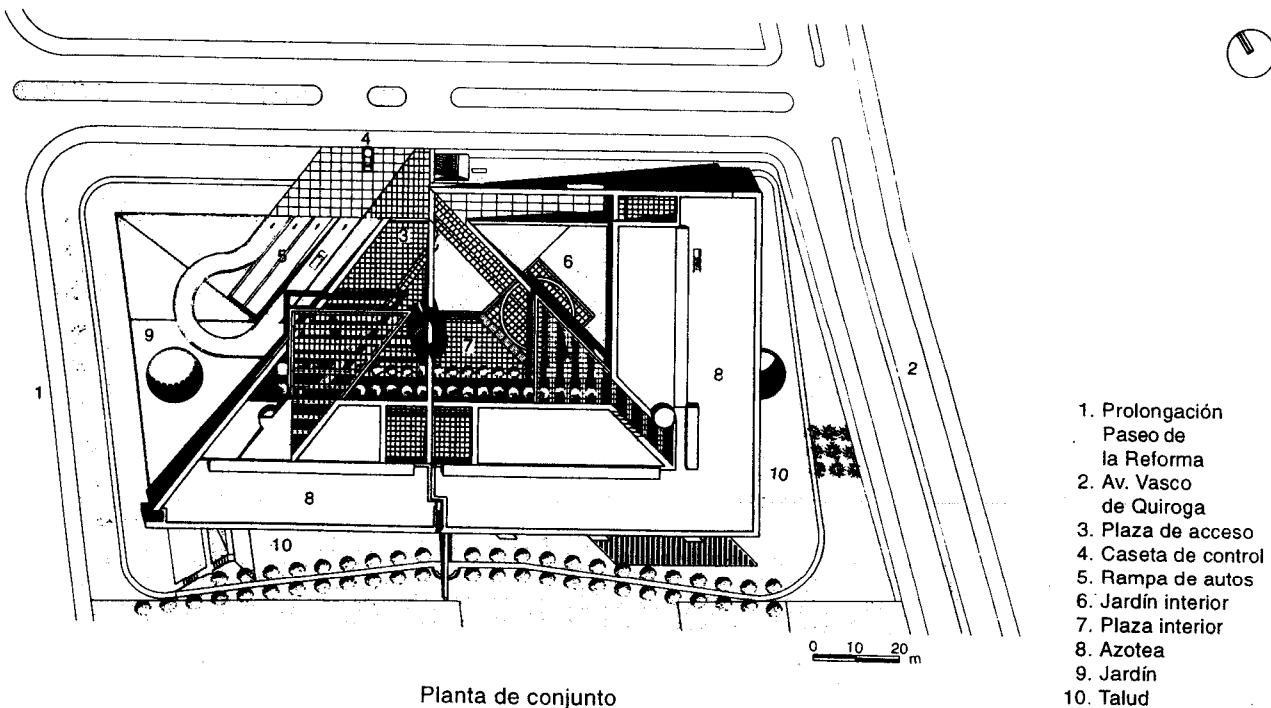 4
3
5
6
9
7
1
8
2
10
8
10
0 10 20
m
Planta de conjunto
1. Prolongación
Paseo de
la Reforma
2. Av. Vasco
de Quiroga
3. Plaza de acceso
4. Caseta de control
5. Rampa de autos
6. Jardín interior
7. Plaza interior
8. Azotea
9. Jardín
10. Talud